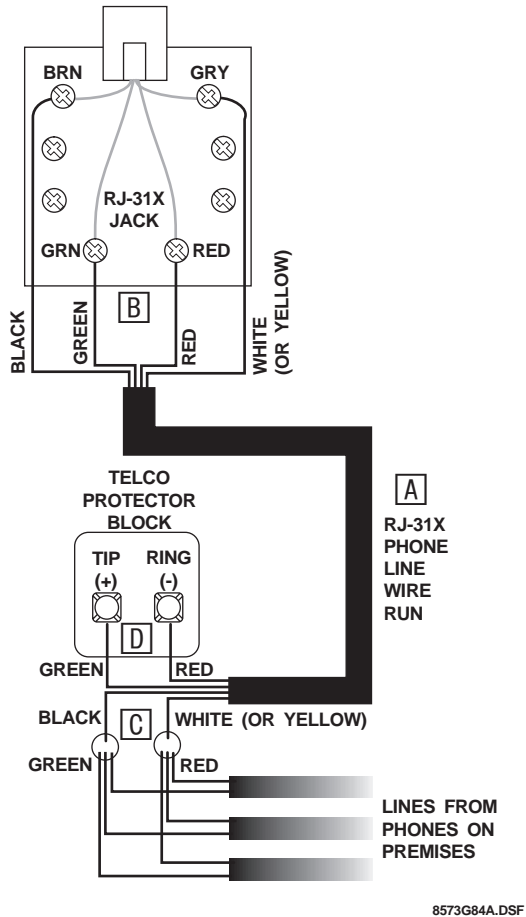 BRN
GRY
RJ-31X
JACK
GRN
RED
B
BLACK
GREEN
RED
WHITE
(OR YELLOW)
A
RJ-31X
PHONE
LINE
WIRE
RUN
TELCO
PROTECTOR
BLOCK
TIP
(+)
RING
(-)
D
GREEN
RED
BLACK
C
WHITE (OR YELLOW)
GREEN
RED
LINES FROM
PHONES ON
PREMISES
8573G84A.DSF